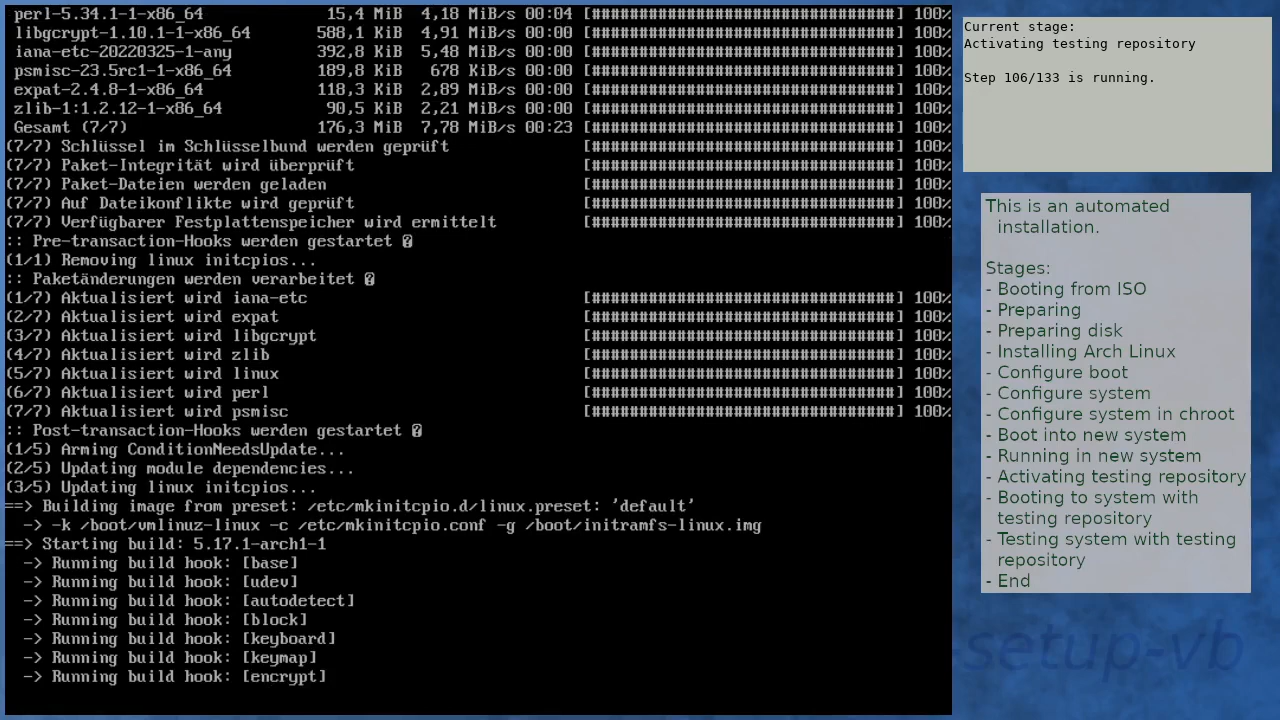 perl-5.34.1-1-x86_64 15,4 MiB 4,18 MiB/s 00:04 [#################################] 100%
libgcrypt-1.10.1-1-x86_64 588,1 KiB 4,91 MiB/s 00:00 [#################################] 100%
iana-etc-20220325-1-any 392,8 KiB 5,48 MiB/s 00:00 [#################################] 100%
psmisc-23.5rc1-1-x86_64 189,8 KiB 678 KiB/s 00:00 [#################################] 100%
expat-2.4.8-1-x86_64 118,3 KiB 2,89 MiB/s 00:00 [#################################] 100%
zlib-1:1.2.12-1-x86_64 90,5 KiB 2,21 MiB/s 00:00 [#################################] 100%
Gesamt (7/7) 176,3 MiB 7,78 MiB/s 00:23 [#################################] 100%
(7/7) Schlüssel im Schlüsselbund werden geprüft [#################################] 100%
(7/7) Paket-Integrität wird überprüft [#################################] 100%
(7/7) Paket-Dateien werden geladen [#################################] 100%
(7/7) Auf Dateikonflikte wird geprüft [#################################] 100%
(7/7) Verfügbarer Festplattenspeicher wird ermittelt [#################################] 100%
:: Pre-transaction-Hooks werden gestartet �
(1/1) Removing linux initcpios...
:: Paketänderungen werden verarbeitet �
(1/7) Aktualisiert wird iana-etc [#################################] 100%
(2/7) Aktualisiert wird expat [#################################] 100%
(3/7) Aktualisiert wird libgcrypt [#################################] 100%
(4/7) Aktualisiert wird zlib [#################################] 100%
(5/7) Aktualisiert wird linux [#################################] 100%
(6/7) Aktualisiert wird perl [#################################] 100%
(7/7) Aktualisiert wird psmisc [#################################] 100%
:: Post-transaction-Hooks werden gestartet �
(1/5) Arming ConditionNeedsUpdate...
(2/5) Updating module dependencies...
(3/5) Updating linux initcpios...
==> Building image from preset: /etc/mkinitcpio.d/linux.preset: 'default'
-> -k /boot/vmlinuz-linux -c /etc/mkinitcpio.conf -g /boot/initramfs-linux.img
==> Starting build: 5.17.1-arch1-1
-> Running build hook: [base]
-> Running build hook: [udev]
-> Running build hook: [autodetect]
-> Running build hook: [block]
-> Running build hook: [keyboard]
-> Running build hook: [keymap]
-> Running build hook: [encrypt]
Current stage:
Activating testing repository
Step 106/133 is running.
This is an automated
installation.
Stages:
- Booting from ISO
- Preparing
- Preparing disk
- Installing Arch Linux
- Configure boot
- Configure system
- Configure system in chroot
- Boot into new system
- Running in new system
- Activating testing repository
- Booting to system with
testing repository
- Testing system with testing
repository
- End
-setup-vb